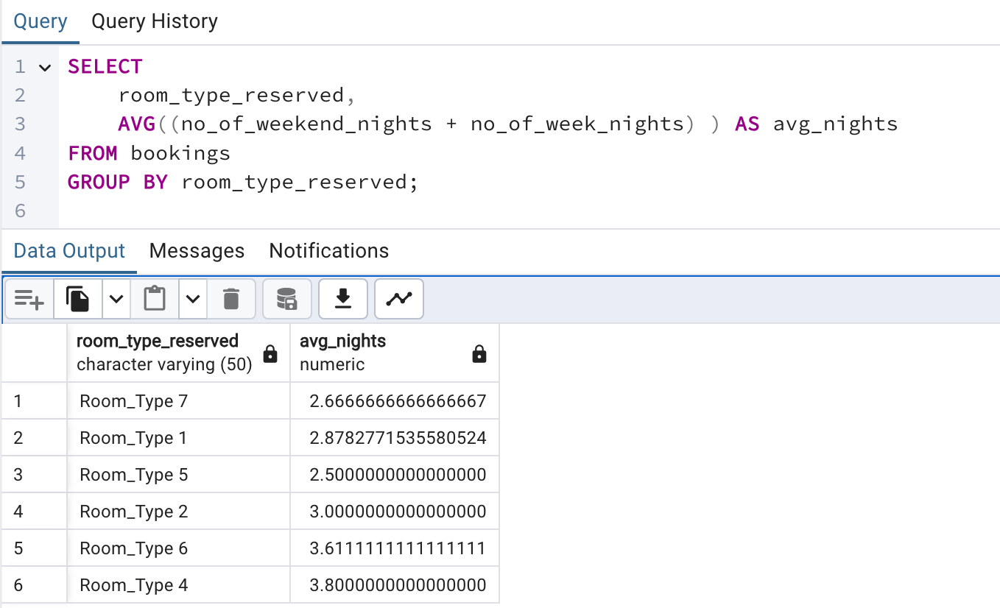 Query Query History
1 SELECT
2 room_type_reserved,
3 AVG((no_of_weekend_nights + no_of_week_nights) ) AS avg_nights
4 FROM bookings
5 GROUP BY room_type_reserved;
6
Data Output Messages Notifications
room_type_reserved avg_nights
character varying (50) numeric
1 Room_Type 7 2.6666666666666667
2 Room_Type 1 2.8782771535580524
3 Room_Type 5 2.5000000000000000
4 Room_Type 2 3.0000000000000000
5 Room_Type 6 3.6111111111111111
6 Room_Type 4 3.8000000000000000